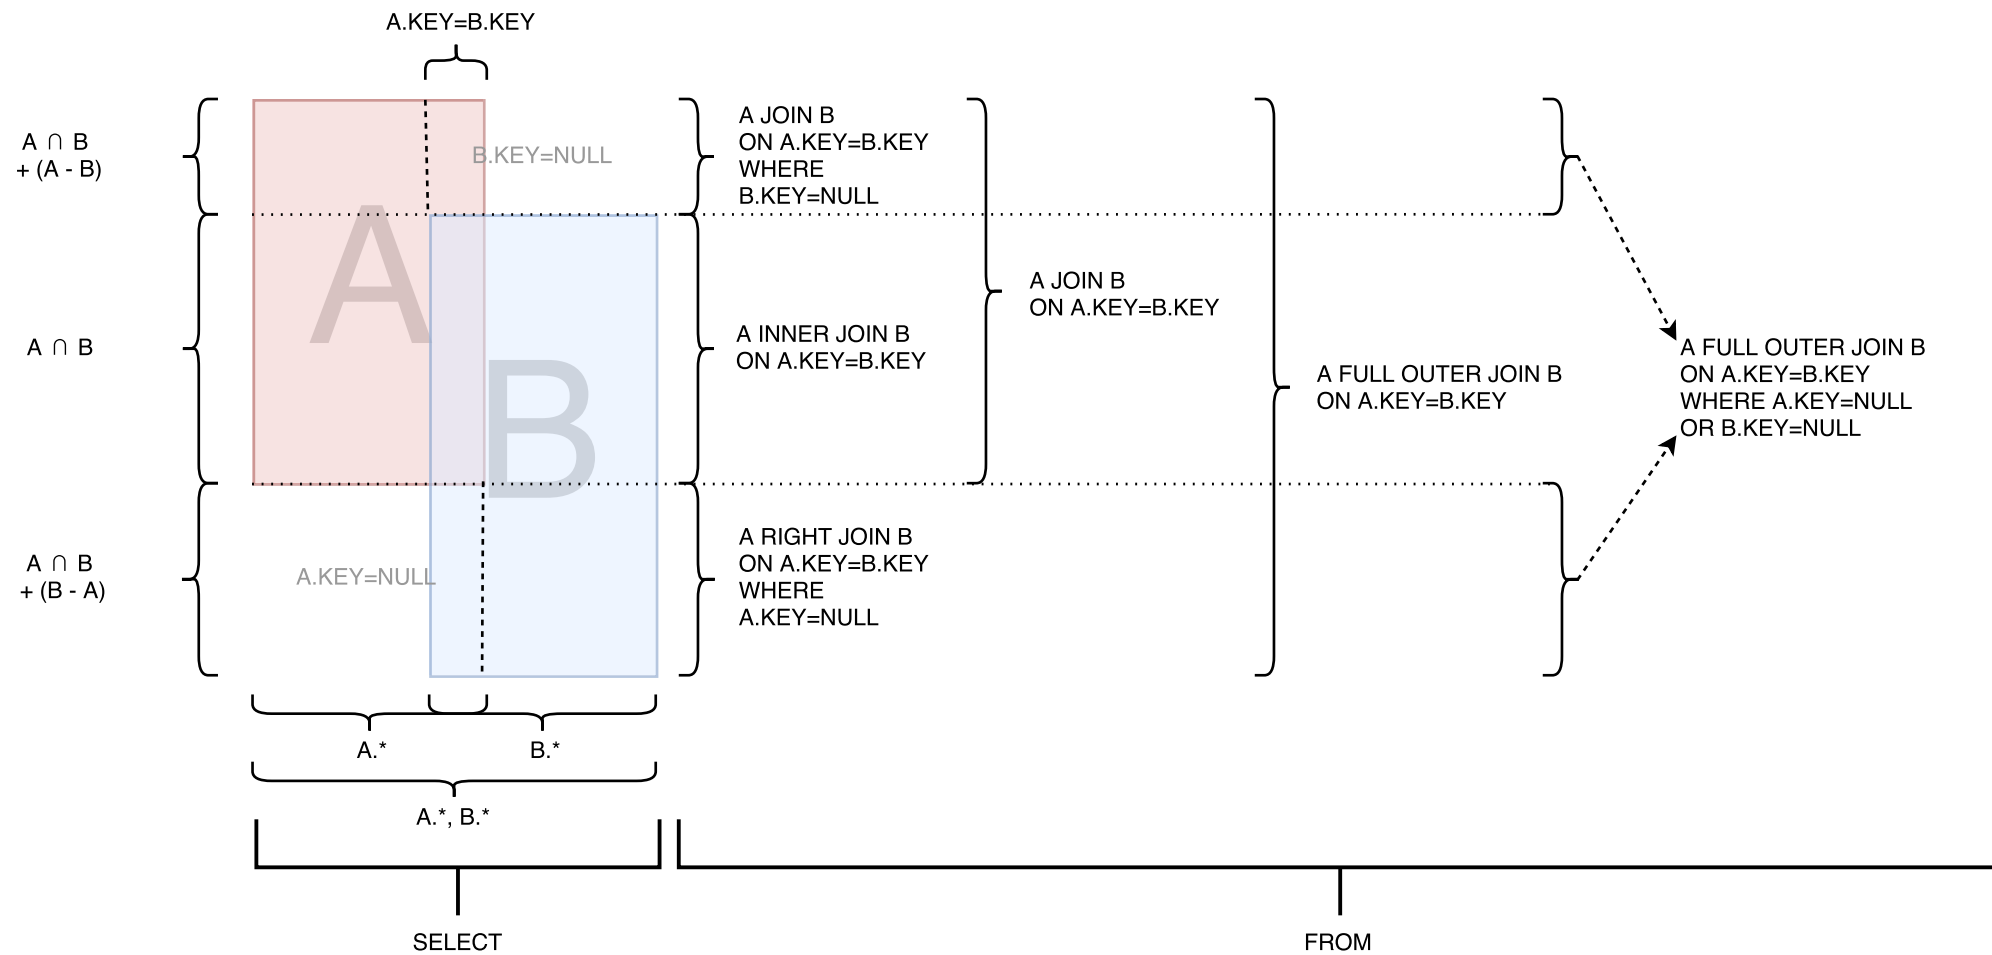 A.KEY=B.KEY
A ∩ B
+ (A - B)
A ∩ B
A ∩ B
+ (B - A)
A
B
B.KEY=NULL
A.KEY=NULL
A JOIN B
ON A.KEY=B.KEY
WHERE
B.KEY=NULL
A INNER JOIN B
ON A.KEY=B.KEY
A RIGHT JOIN B
ON A.KEY=B.KEY
WHERE
A.KEY=NULL
A JOIN B
ON A.KEY=B.KEY
A FULL OUTER JOIN B
ON A.KEY=B.KEY
A FULL OUTER JOIN B
ON A.KEY=B.KEY
WHERE A.KEY=NULL
OR B.KEY=NULL
A.*
B.*
A.*, B.*
SELECT
FROM